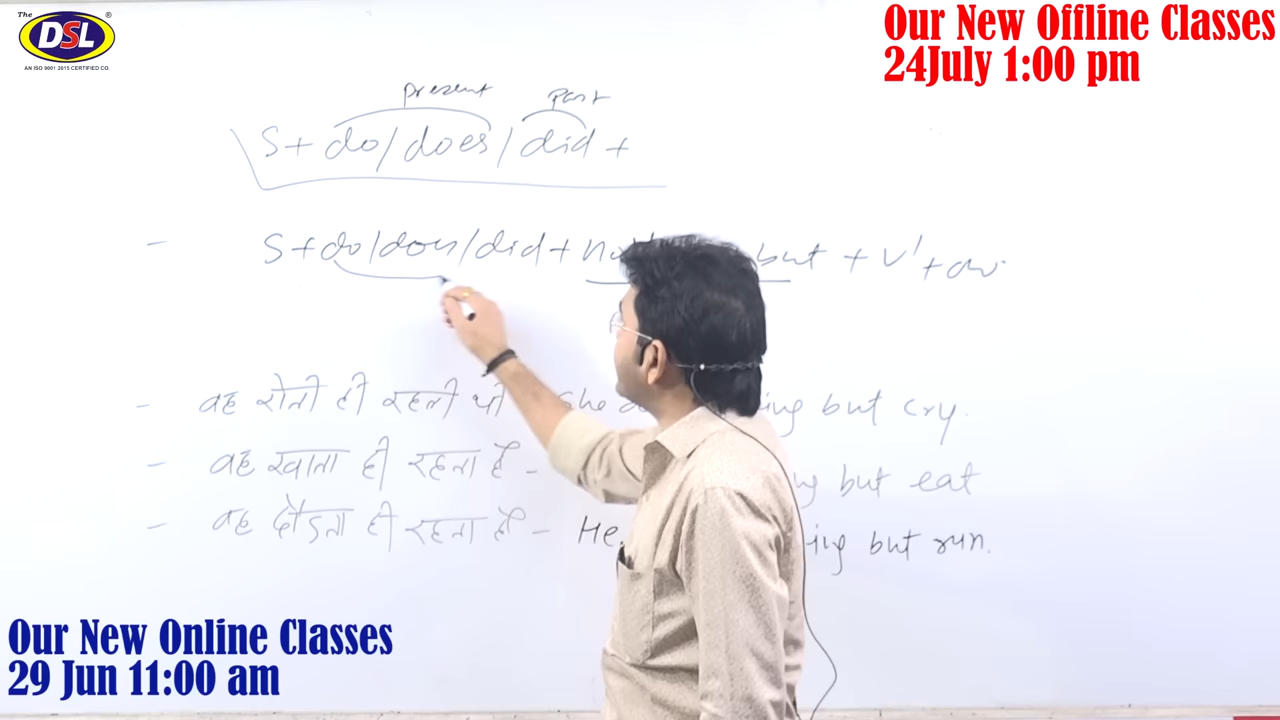 The DSL ®
AN ISO 9001 2015 CERTIFIED CO.
Our New Offline Classes
24July 1:00 pm
present past
S + do / does / did +
- S + do / does / did + but + V¹ +
- वह रोती ही रहती थी She but cry.
- वह खाता ही रहता है - but eat
- वह दौड़ता ही रहता है - He but run.
Our New Online Classes
29 Jun 11:00 am